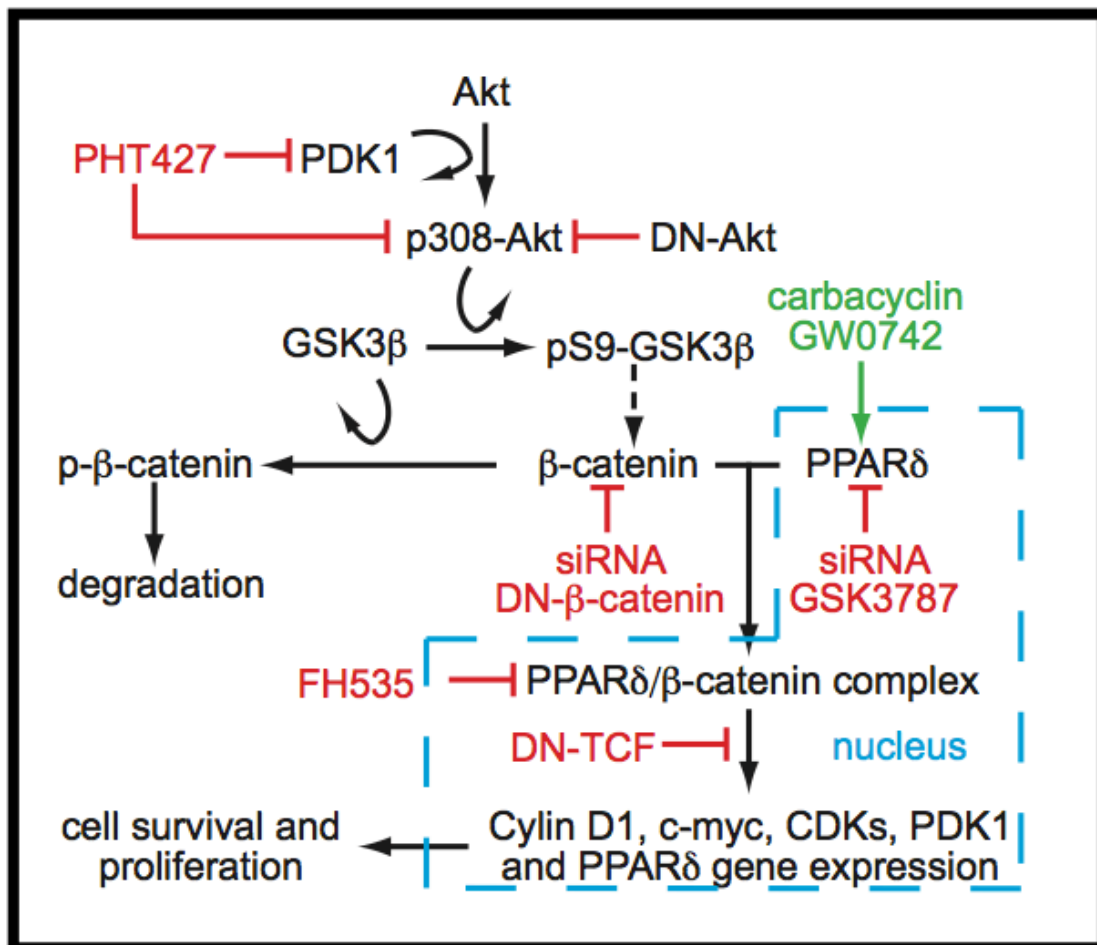 Akt
PHT427
PDK1
p308-Akt
DN-Akt
carbacyclin
GW0742
GSK3β
pS9-GSK3β
p-β-catenin
β-catenin
PPARδ
degradation
siRNA
DN-β-catenin
siRNA
GSK3787
FH535
PPARδ/β-catenin complex
DN-TCF
nucleus
cell survival and
proliferation
Cylin D1, c-myc, CDKs, PDK1
and PPARδ gene expression